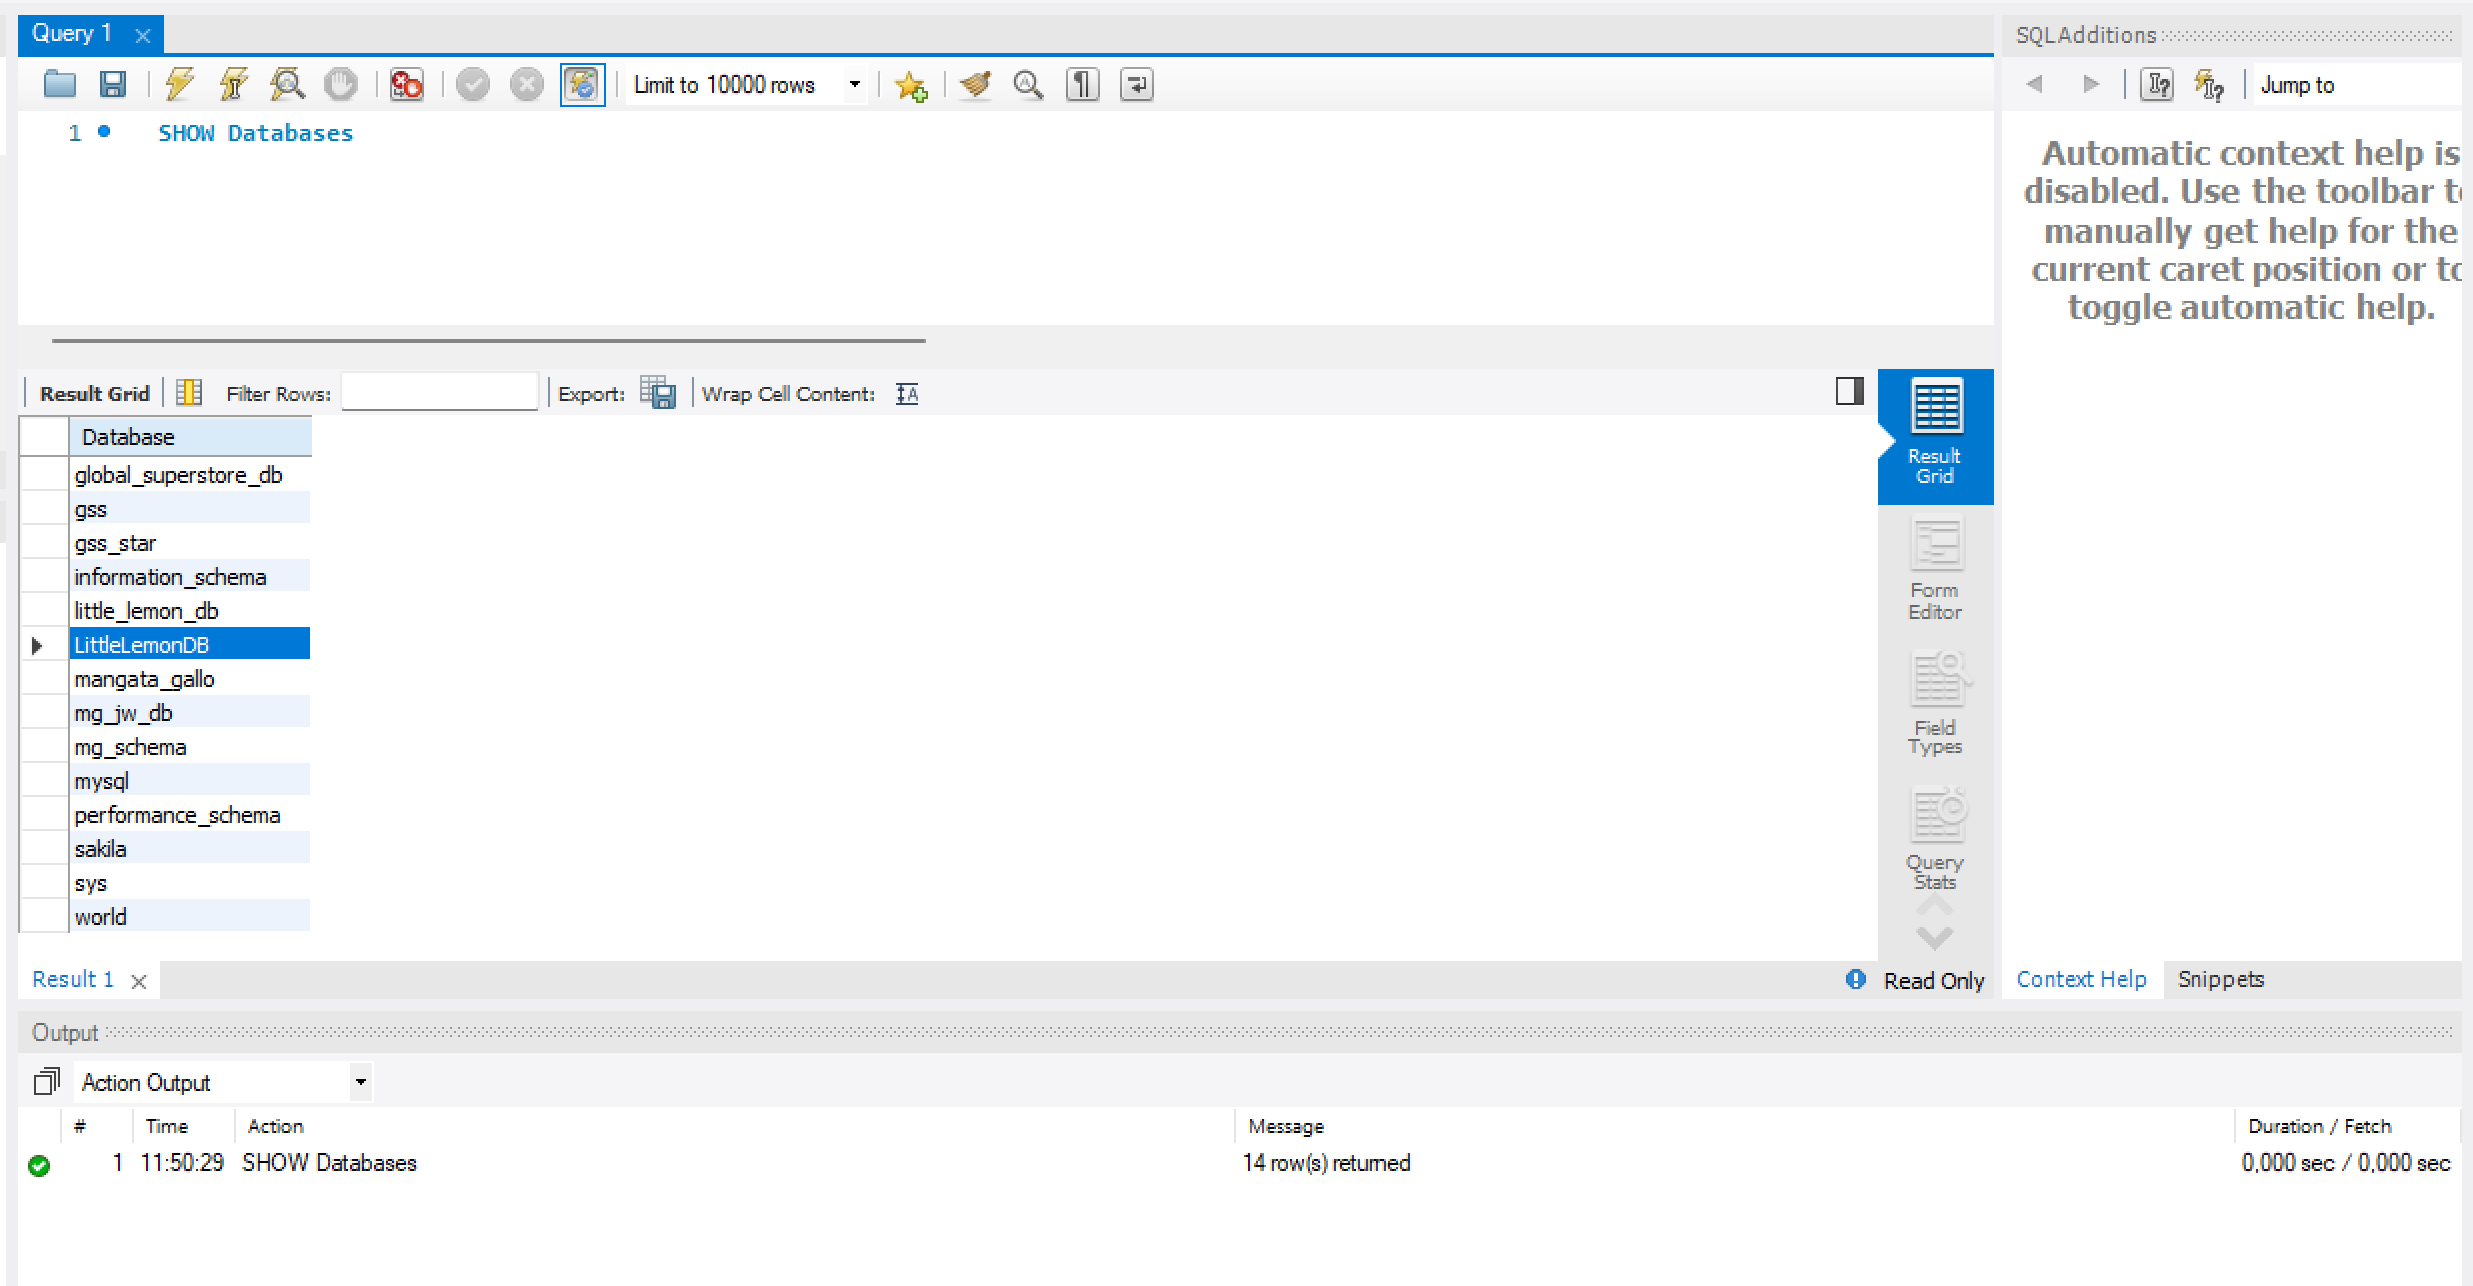 Query 1
Limit to 10000 rows
1 SHOW Databases
Result Grid Filter Rows: Export: Wrap Cell Content:
Database
global_superstore_db
gss
gss_star
information_schema
little_lemon_db
LittleLemonDB
mangata_gallo
mg_jw_db
mg_schema
mysql
performance_schema
sakila
sys
world
Result
Grid
Form
Editor
Field
Types
Query
Stats
Result 1
Read Only
SQLAdditions
Jump to
Automatic context help is
disabled. Use the toolbar to
manually get help for the
current caret position or to
toggle automatic help.
Context Help Snippets
Output
Action Output
# Time Action Message Duration / Fetch
1 11:50:29 SHOW Databases 14 row(s) returned 0,000 sec / 0,000 sec